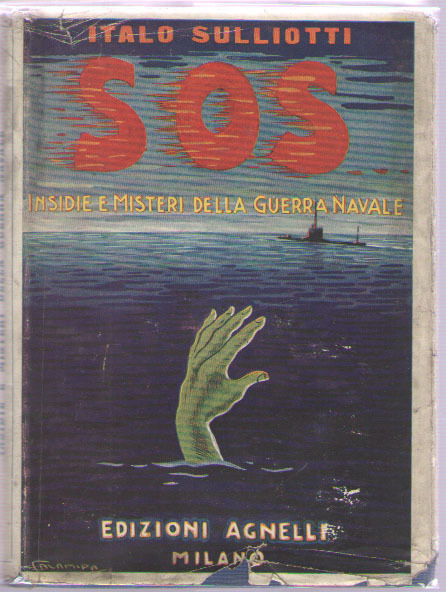 ITALO SULLIOTTI
SOS...
INSIDIE E MISTERI DELLA GUERRA NAVALE
EDIZIONI AGNELLI
MILANO